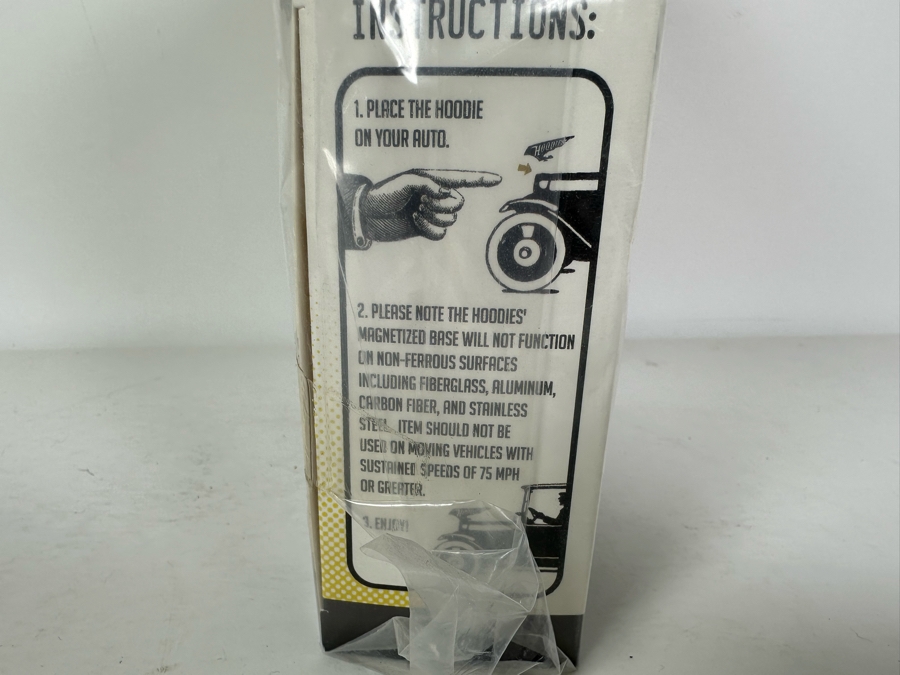 INSTRUCTIONS:
1. PLACE THE HOODIE
ON YOUR AUTO.
2. PLEASE NOTE THE HOODIES'
MAGNETIZED BASE WILL NOT FUNCTION
ON NON-FERROUS SURFACES
INCLUDING FIBERGLASS, ALUMINUM,
CARBON FIBER, AND STAINLESS
STEEL. ITEM SHOULD NOT BE
USED ON MOVING VEHICLES WITH
SUSTAINED SPEEDS OF 75 MPH
OR GREATER.
3. ENJOY!